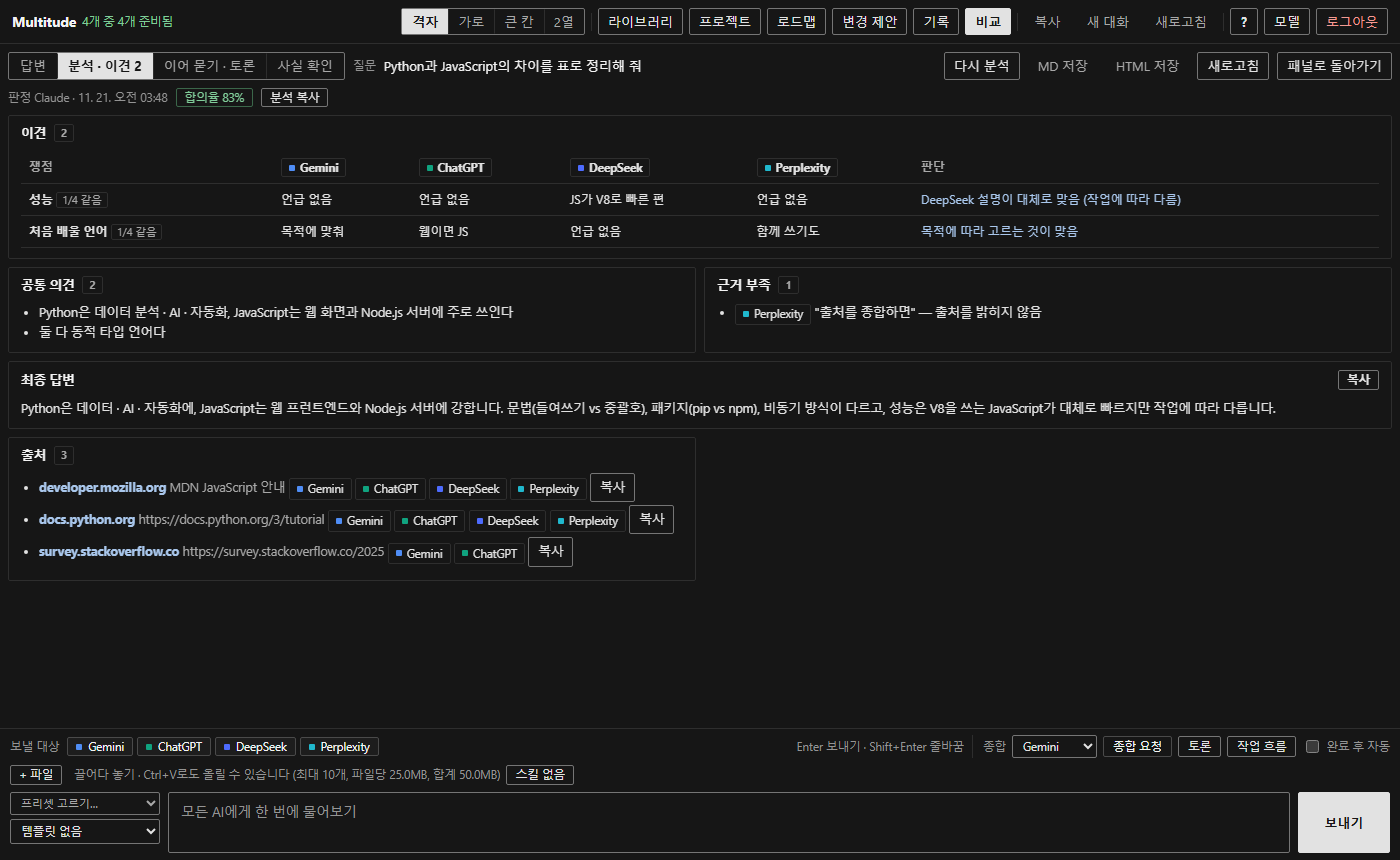 Multitude 4개 중 4개 준비됨 격자 가로 큰 칸 2열 라이브러리 프로젝트 로드맵 변경 제안 기록 비교 복사 새 대화 새로고침 ? 모델 로그아웃
답변 분석 · 이견 2 이어 묻기 · 토론 사실 확인 질문 Python과 JavaScript의 차이를 표로 정리해 줘 다시 분석 MD 저장 HTML 저장 새로고침 패널로 돌아가기
판정 Claude · 11. 21. 오전 03:48 합의율 83% 분석 복사
이견 2
쟁점 Gemini ChatGPT DeepSeek Perplexity 판단
성능 1/4 같음 언급 없음 언급 없음 JS가 V8로 빠른 편 언급 없음 DeepSeek 설명이 대체로 맞음 (작업에 따라 다름)
처음 배울 언어 1/4 같음 목적에 맞춰 웹이면 JS 언급 없음 함께 쓰기도 목적에 따라 고르는 것이 맞음
공통 의견 2
• Python은 데이터 분석 · AI · 자동화, JavaScript는 웹 화면과 Node.js 서버에 주로 쓰인다
• 둘 다 동적 타입 언어다
근거 부족 1
• Perplexity "출처를 종합하면" — 출처를 밝히지 않음
최종 답변 복사
Python은 데이터 · AI · 자동화에, JavaScript는 웹 프런트엔드와 Node.js 서버에 강합니다. 문법(들여쓰기 vs 중괄호), 패키지(pip vs npm), 비동기 방식이 다르고, 성능은 V8을 쓰는 JavaScript가 대체로 빠르지만 작업에 따라 다릅니다.
출처 3
• developer.mozilla.org MDN JavaScript 안내 Gemini ChatGPT DeepSeek Perplexity 복사
• docs.python.org https://docs.python.org/3/tutorial Gemini ChatGPT DeepSeek Perplexity 복사
• survey.stackoverflow.co https://survey.stackoverflow.co/2025 Gemini ChatGPT 복사
보낼 대상 Gemini ChatGPT DeepSeek Perplexity Enter 보내기 · Shift+Enter 줄바꿈 종합 Gemini 종합 요청 토론 작업 흐름 완료 후 자동
+ 파일 끌어다 놓기 · Ctrl+V로도 올릴 수 있습니다 (최대 10개, 파일당 25.0MB, 합계 50.0MB) 스킬 없음
프리셋 고르기...
템플릿 없음
모든 AI에게 한 번에 물어보기
보내기